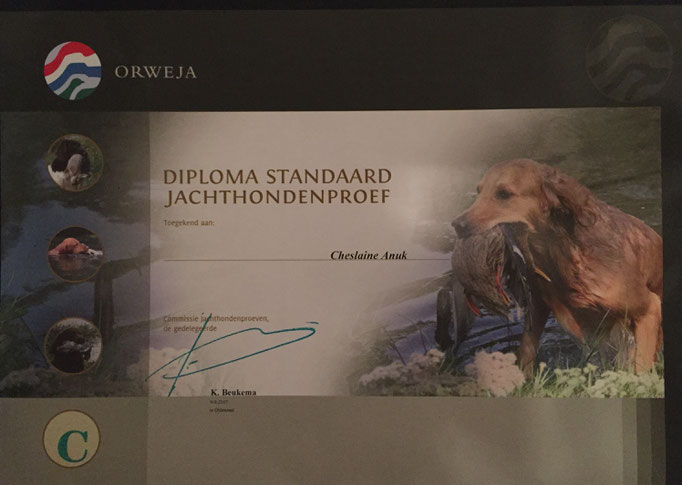 ORWEJA
DIPLOMA STANDAARD
JACHTHONDENPROEF
Toegekend aan:
Cheslaine Anuk
Commissie jachthondenproeven,
de gedelegeerde
K. Beukema
C